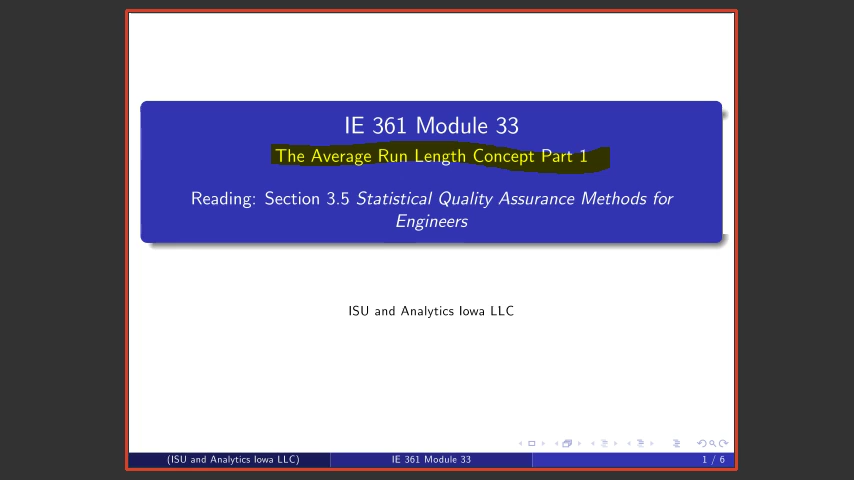 IE 361 Module 33
The Average Run Length Concept Part 1
Reading: Section 3.5 Statistical Quality Assurance Methods for
Engineers
ISU and Analytics Iowa LLC
(ISU and Analytics Iowa LLC)
IE 361 Module 33
1 / 6